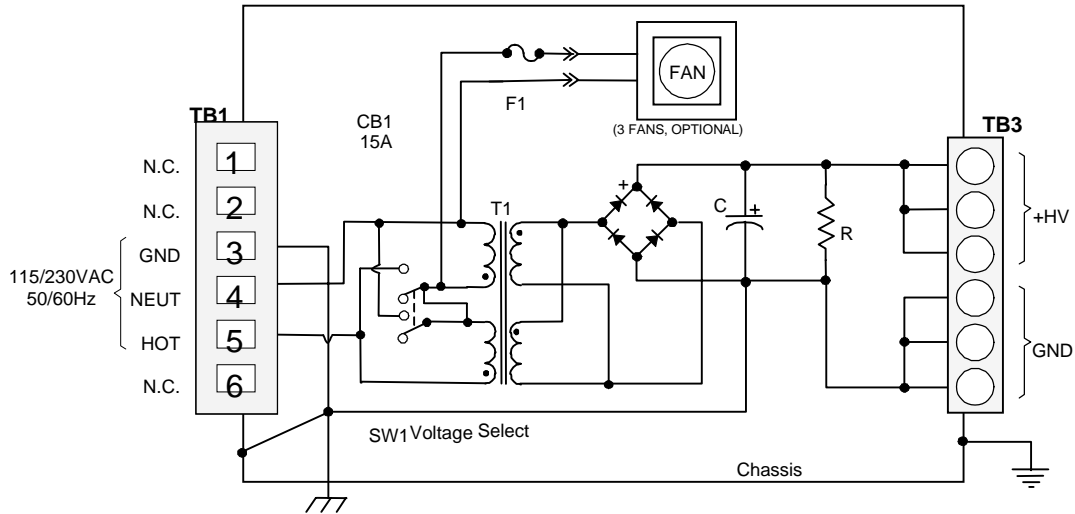 FAN
(3 FANS, OPTIONAL)
F1
CB1
15A
TB1
TB3
N.C.
1
N.C.
2
GND
3
115/230VAC
50/60Hz
NEUT
4
HOT
5
N.C.
6
T1
+
C
+
R
+HV
GND
SW1 Voltage Select
Chassis